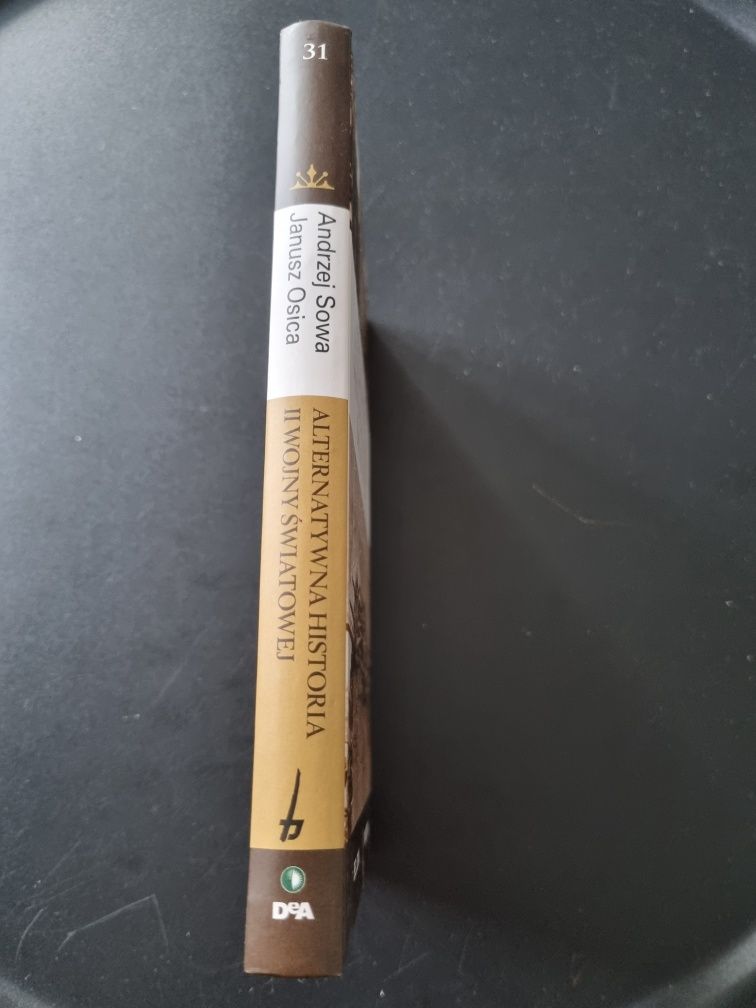 31
Andrzej Sowa
Janusz Osica
ALTERNATYWNA HISTORIA
II WOJNY ŚWIATOWEJ
DeA